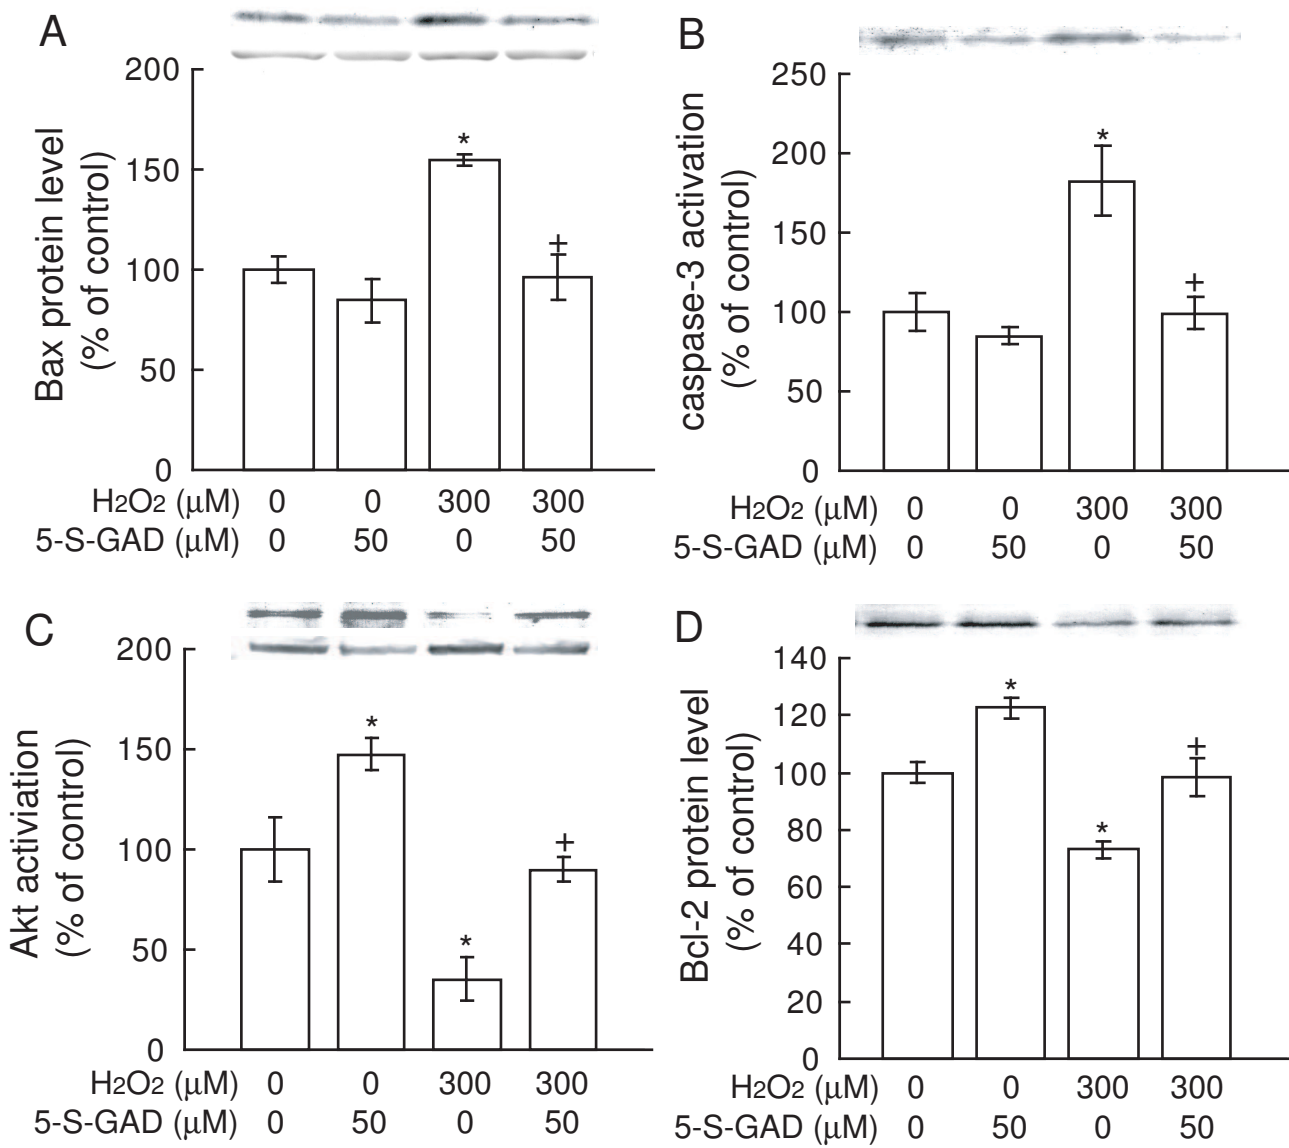 A
Bax protein level
(% of control)
200
150
100
50
0
*
+
H2O2 (μM) 0 0 300 300
5-S-GAD (μM) 0 50 0 50
B
caspase-3 activation
(% of control)
250
200
150
100
50
0
*
+
H2O2 (μM) 0 0 300 300
5-S-GAD (μM) 0 50 0 50
C
Akt activiation
(% of control)
200
150
100
50
0
*
*
+
H2O2 (μM) 0 0 300 300
5-S-GAD (μM) 0 50 0 50
D
Bcl-2 protein level
(% of control)
140
120
100
80
60
40
20
0
*
*
+
H2O2 (μM) 0 0 300 300
5-S-GAD (μM) 0 50 0 50